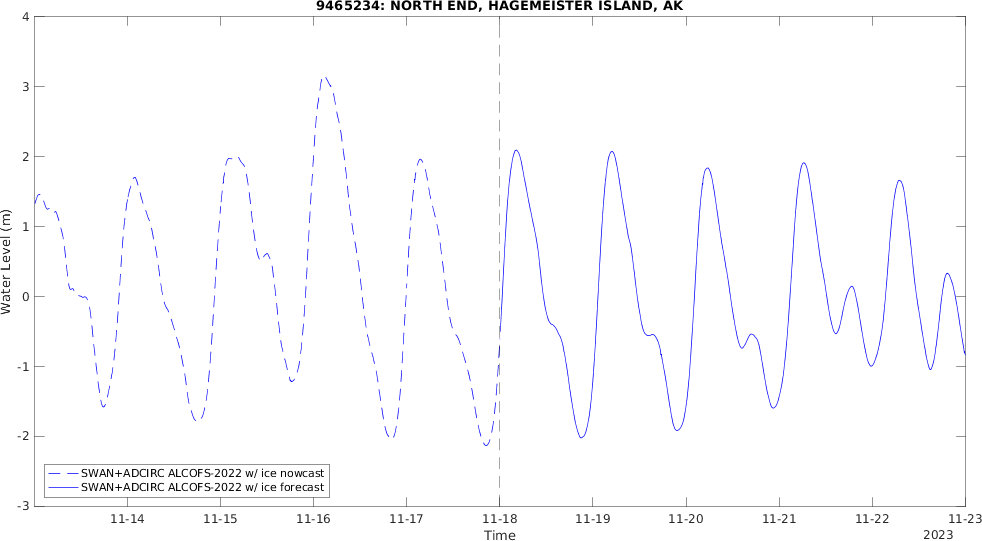 9465234: NORTH END, HAGEMEISTER ISLAND, AK
4
3
2
1
0
-1
-2
-3
Water Level (m)
SWAN+ADCIRC ALCOFS-2022 w/ ice nowcast
SWAN+ADCIRC ALCOFS-2022 w/ ice forecast
11-14 11-15 11-16 11-17 11-18 11-19 11-20 11-21 11-22 11-23
Time
2023